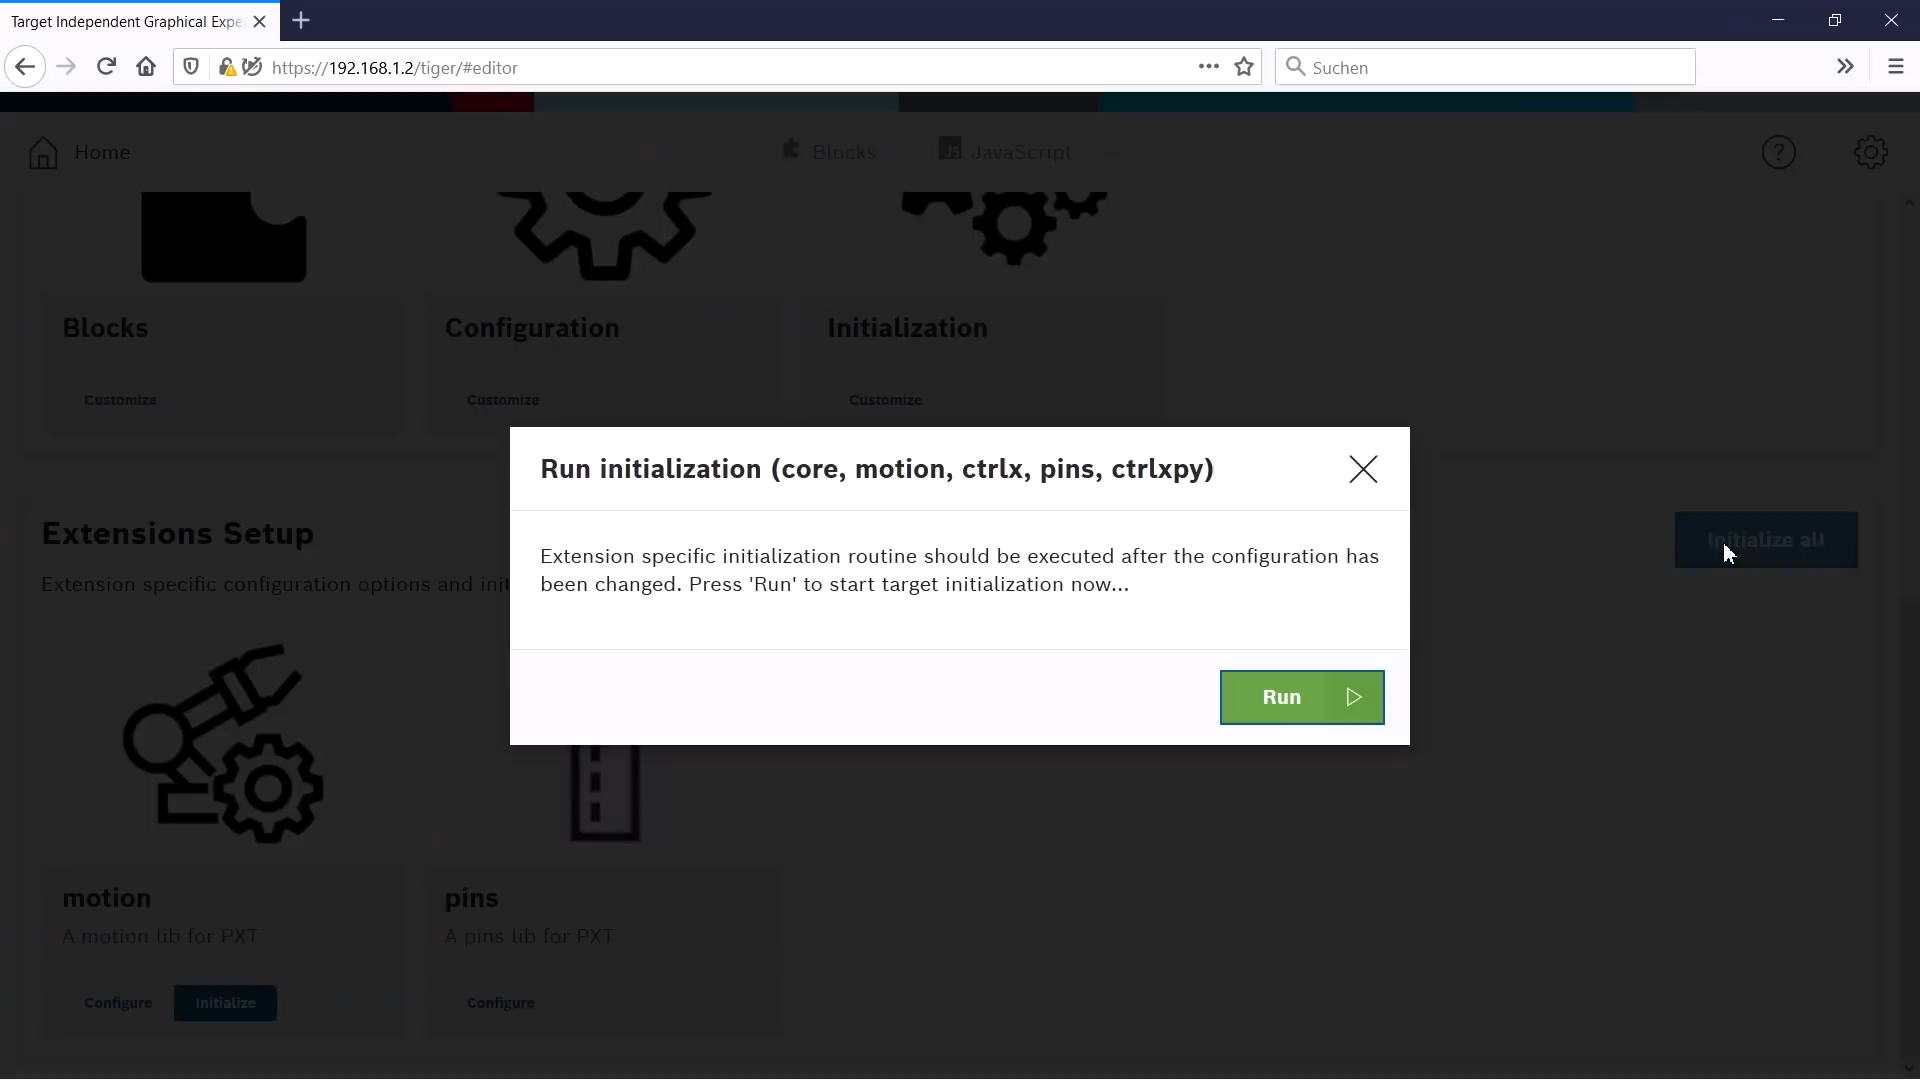 Target Independent Graphical Expe
https://192.168.1.2/tiger/#editor
Suchen
Home
Blocks
JS JavaScript
?
Blocks
Configuration
Initialization
Customize
Customize
Customize
Run initialization (core, motion, ctrlx, pins, ctrlxpy)
Extension specific initialization routine should be executed after the configuration has
been changed. Press 'Run' to start target initialization now...
Run
Extensions Setup
Initialize all
Extension specific configuration options and
motion
pins
A motion lib for PXT
A pins lib for PXT
Configure
Initialize
Configure